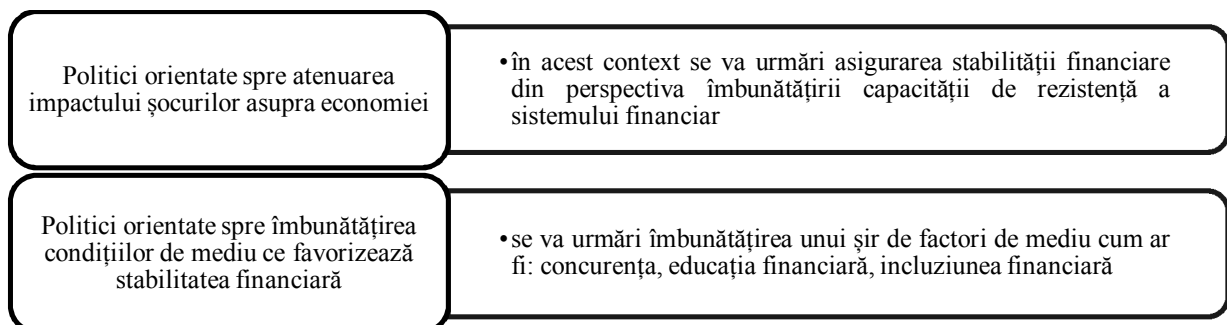 Politici orientate spre atenuarea
impactului șocurilor asupra economiei
•în acest context se va urmări asigurarea stabilității financiare
din perspectiva îmbunătățirii capacității de rezistență a
sistemului financiar
Politici orientate spre îmbunătățirea
condițiilor de mediu ce favorizează
stabilitatea financiară
•se va urmări îmbunătățirea unui șir de factori de mediu cum ar
fi: concurența, educația financiară, incluziunea financiară